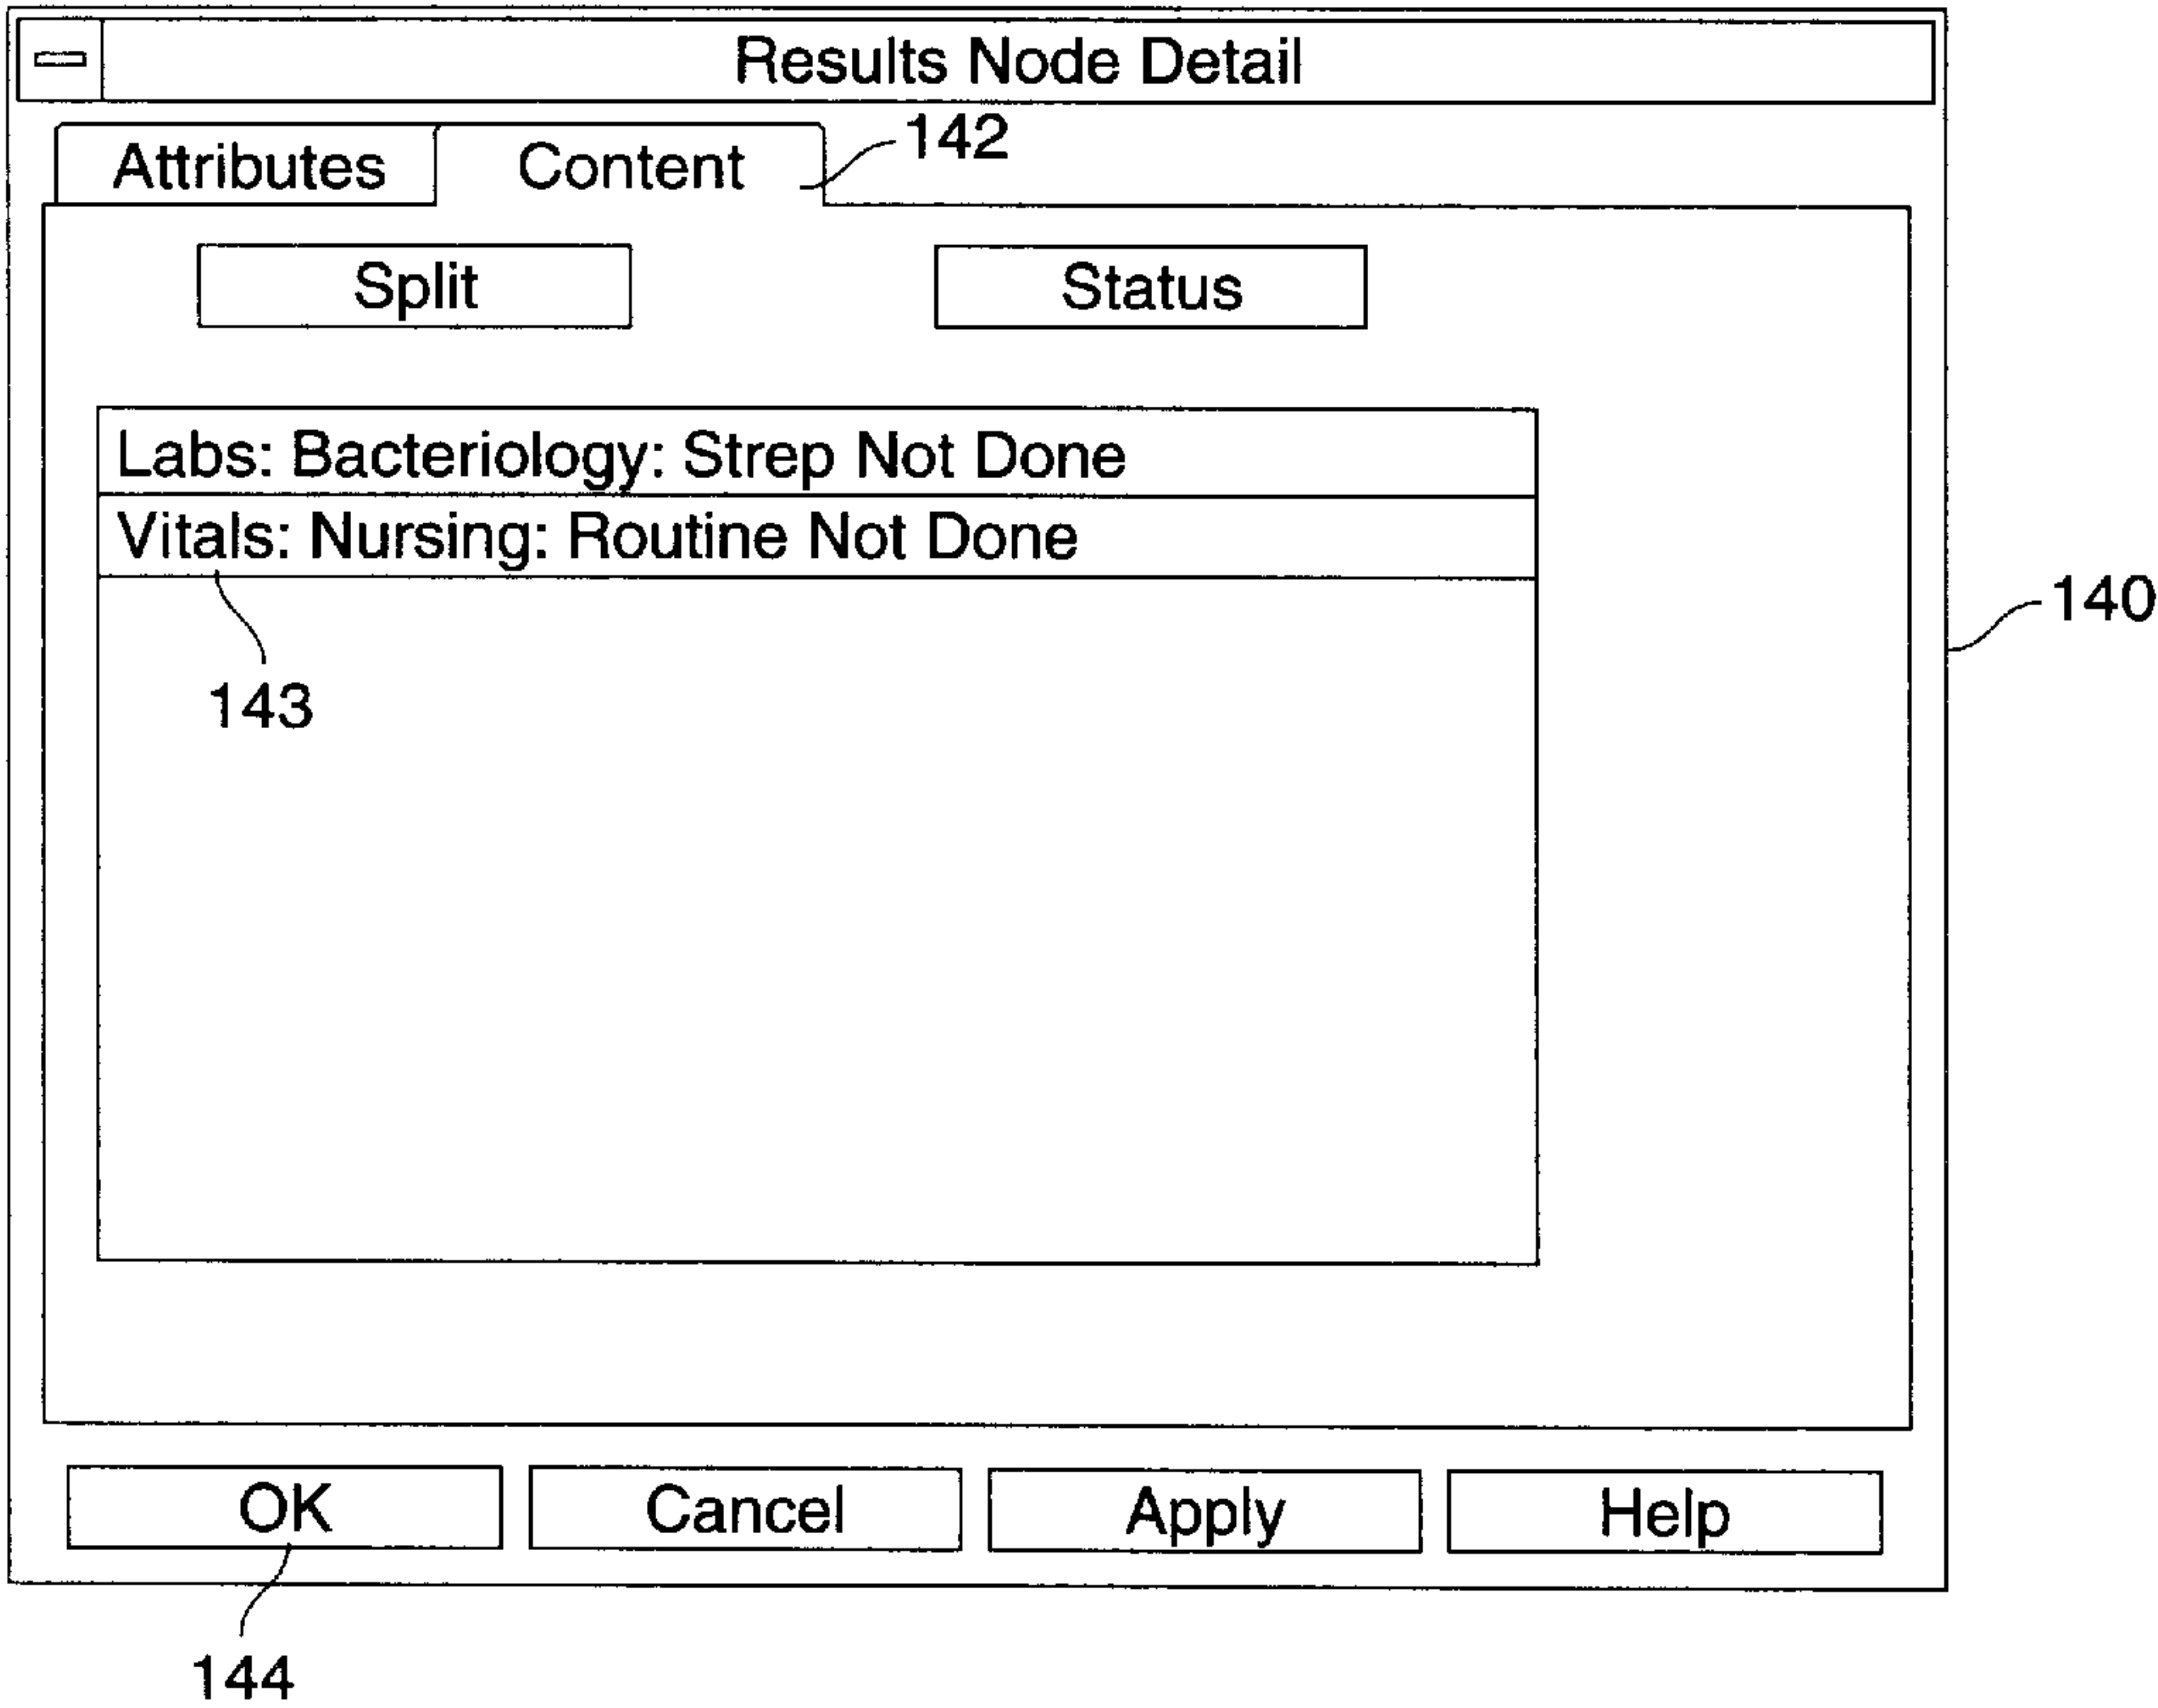 Results Node Detail
142
Attributes Content
Split Status
Labs: Bacteriology: Strep Not Done
Vitals: Nursing: Routine Not Done
140
143
OK Cancel Apply Help
144